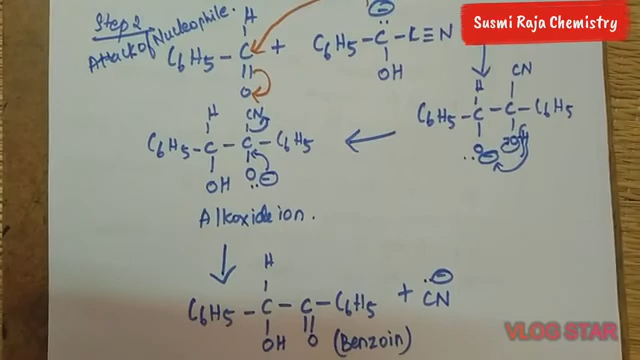 Susmi Raja Chemistry
Step 2
Attack Of Nucleophile.
H
C6H5 - C + C6H5 - C - C≡N
O OH
CN
H
C6H5 - C - C - C6H5
O OH
H CN
C6H5 - C - C - C6H5
OH O
Alkoxide ion.
H
C6H5 - C - C - C6H5 + CN
OH O (Benzoin)
VLOG STAR